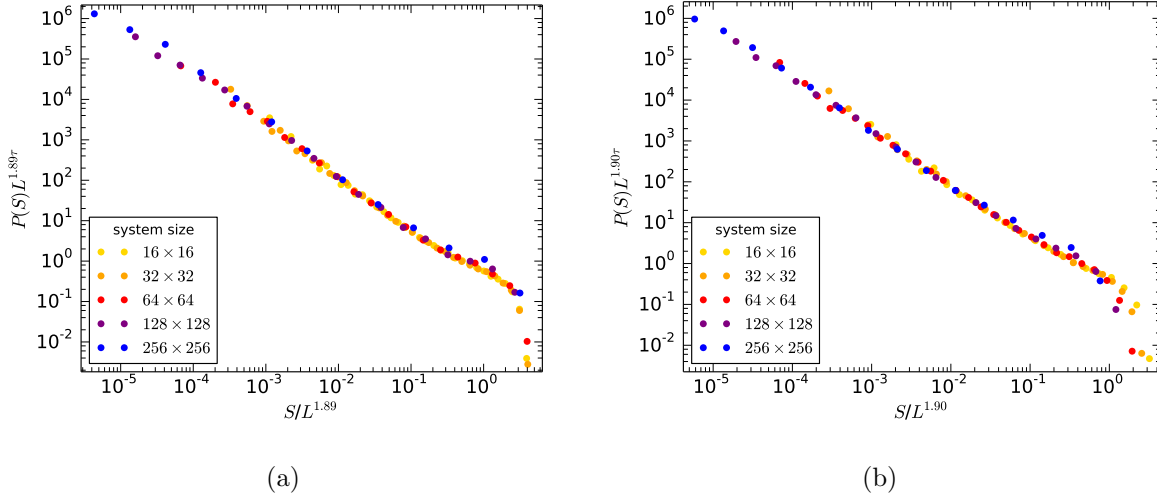 10^6
10^5
10^4
10^3
10^2
10^1
10^0
10^-1
10^-2
P(S)L^1.89τ
system size
16 × 16
32 × 32
64 × 64
128 × 128
256 × 256
10^-5 10^-4 10^-3 10^-2 10^-1 10^0
S/L^1.89
(a)
10^6
10^5
10^4
10^3
10^2
10^1
10^0
10^-1
10^-2
P(S)L^1.90τ
system size
16 × 16
32 × 32
64 × 64
128 × 128
256 × 256
10^-5 10^-4 10^-3 10^-2 10^-1 10^0
S/L^1.90
(b)